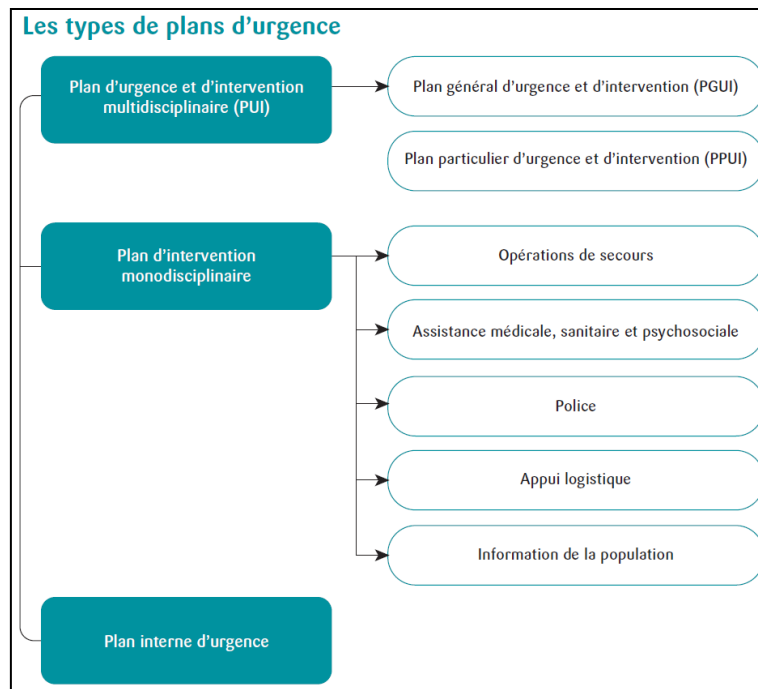 Les types de plans d’urgence
Plan d’urgence et d’intervention
multidisciplinaire (PUI)
Plan général d’urgence et d’intervention (PGUI)
Plan particulier d’urgence et d’intervention (PPUI)
Plan d’intervention
monodisciplinaire
Opérations de secours
Assistance médicale, sanitaire et psychosociale
Police
Appui logistique
Information de la population
Plan interne d’urgence